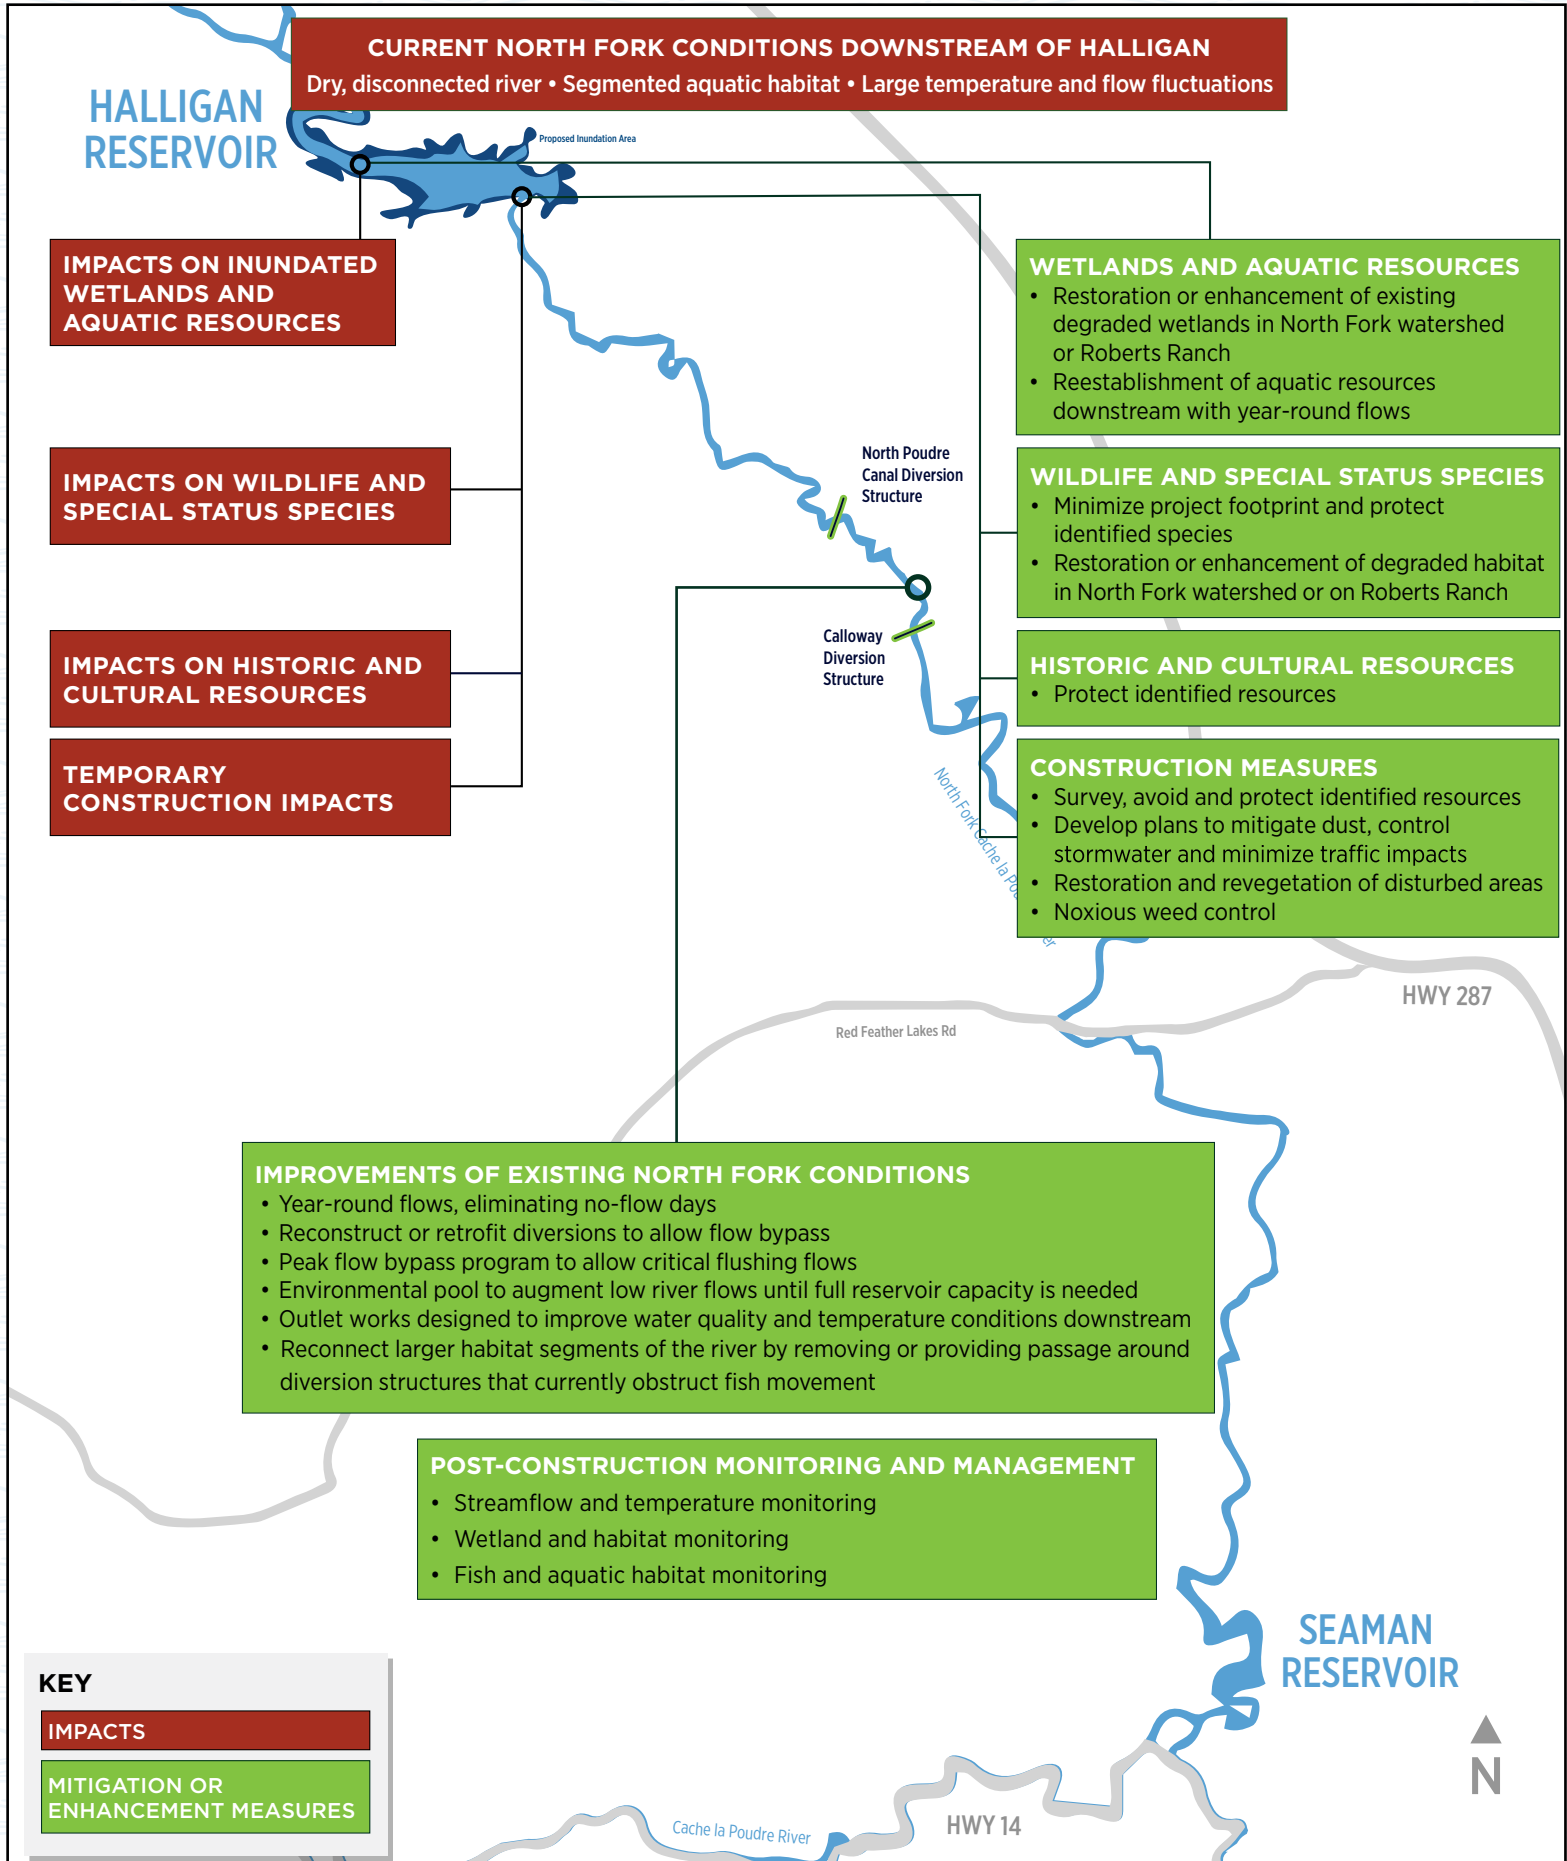 CURRENT NORTH FORK CONDITIONS DOWNSTREAM OF HALLIGAN
Dry, disconnected river • Segmented aquatic habitat • Large temperature and flow fluctuations
HALLIGAN
RESERVOIR
Proposed Inundation Area
IMPACTS ON INUNDATED
WETLANDS AND
AQUATIC RESOURCES
IMPACTS ON WILDLIFE AND
SPECIAL STATUS SPECIES
IMPACTS ON HISTORIC AND
CULTURAL RESOURCES
TEMPORARY
CONSTRUCTION IMPACTS
WETLANDS AND AQUATIC RESOURCES
• Restoration or enhancement of existing
degraded wetlands in North Fork watershed
or Roberts Ranch
• Reestablishment of aquatic resources
downstream with year-round flows
WILDLIFE AND SPECIAL STATUS SPECIES
• Minimize project footprint and protect
identified species
• Restoration or enhancement of degraded habitat
in North Fork watershed or on Roberts Ranch
HISTORIC AND CULTURAL RESOURCES
• Protect identified resources
CONSTRUCTION MEASURES
• Survey, avoid and protect identified resources
• Develop plans to mitigate dust, control
stormwater and minimize traffic impacts
• Restoration and revegetation of disturbed areas
• Noxious weed control
North Poudre
Canal Diversion
Structure
Calloway
Diversion
Structure
North Fork Cache la
HWY 287
Red Feather Lakes Rd
IMPROVEMENTS OF EXISTING NORTH FORK CONDITIONS
• Year-round flows, eliminating no-flow days
• Reconstruct or retrofit diversions to allow flow bypass
• Peak flow bypass program to allow critical flushing flows
• Environmental pool to augment low river flows until full reservoir capacity is needed
• Outlet works designed to improve water quality and temperature conditions downstream
• Reconnect larger habitat segments of the river by removing or providing passage around
diversion structures that currently obstruct fish movement
POST-CONSTRUCTION MONITORING AND MANAGEMENT
• Streamflow and temperature monitoring
• Wetland and habitat monitoring
• Fish and aquatic habitat monitoring
SEAMAN
RESERVOIR
KEY
IMPACTS
MITIGATION OR
ENHANCEMENT MEASURES
N
HWY 14
Cache la Poudre River